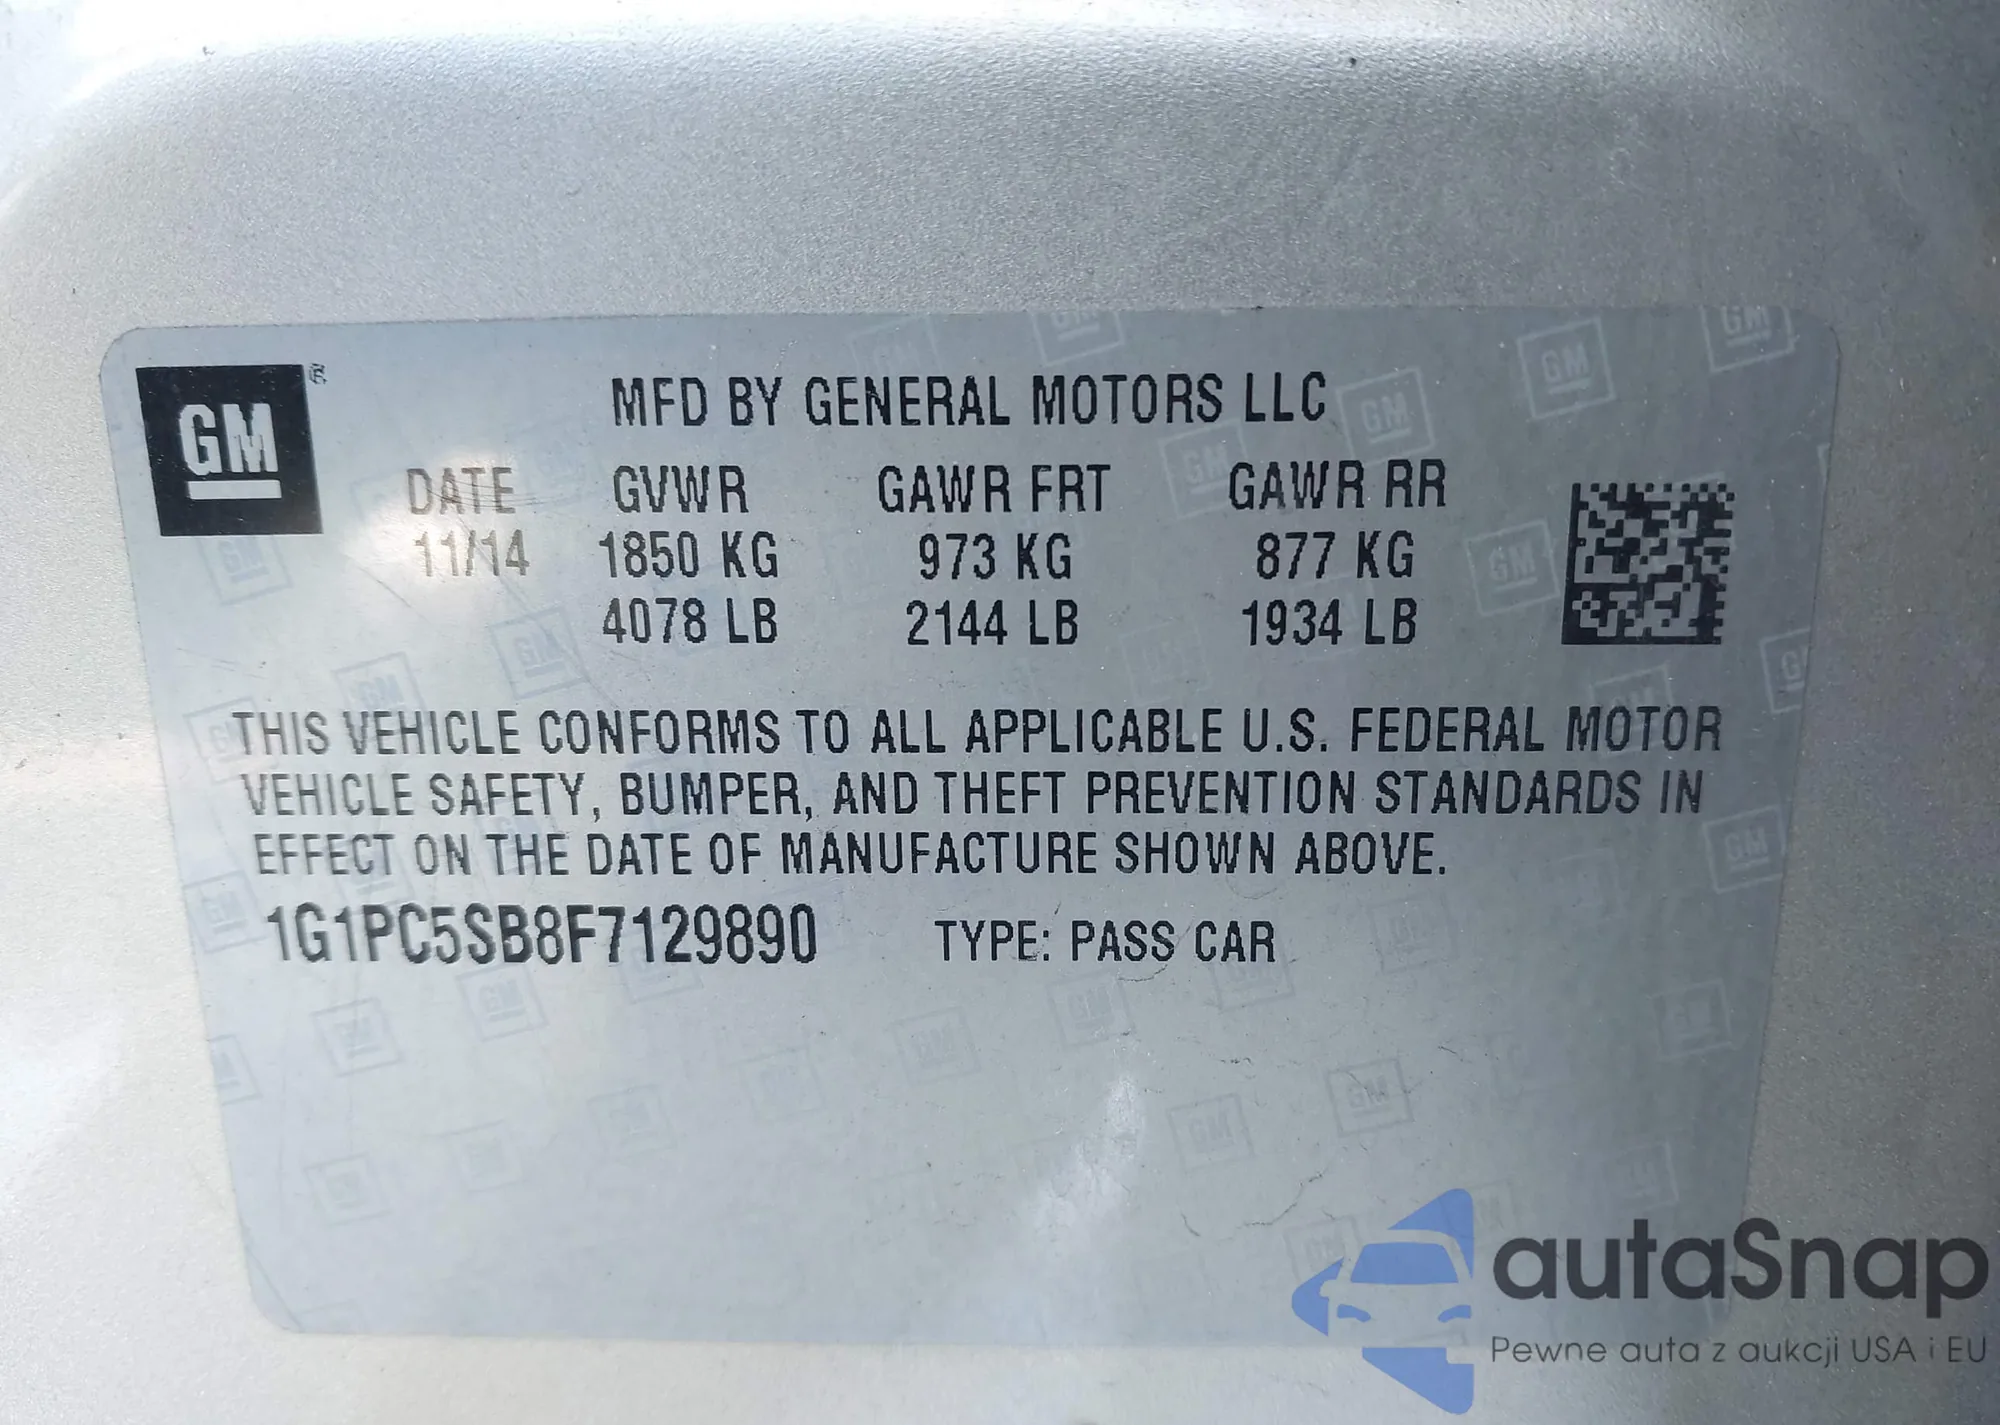 GM ®
MFD BY GENERAL MOTORS LLC
DATE GVWR GAWR FRT GAWR RR
11/14 1850 KG 973 KG 877 KG
4078 LB 2144 LB 1934 LB
THIS VEHICLE CONFORMS TO ALL APPLICABLE U.S. FEDERAL MOTOR
VEHICLE SAFETY, BUMPER, AND THEFT PREVENTION STANDARDS IN
EFFECT ON THE DATE OF MANUFACTURE SHOWN ABOVE.
1G1PC5SB8F7129890 TYPE: PASS CAR
autaSnap
Pewne auta z aukcji USA i EU